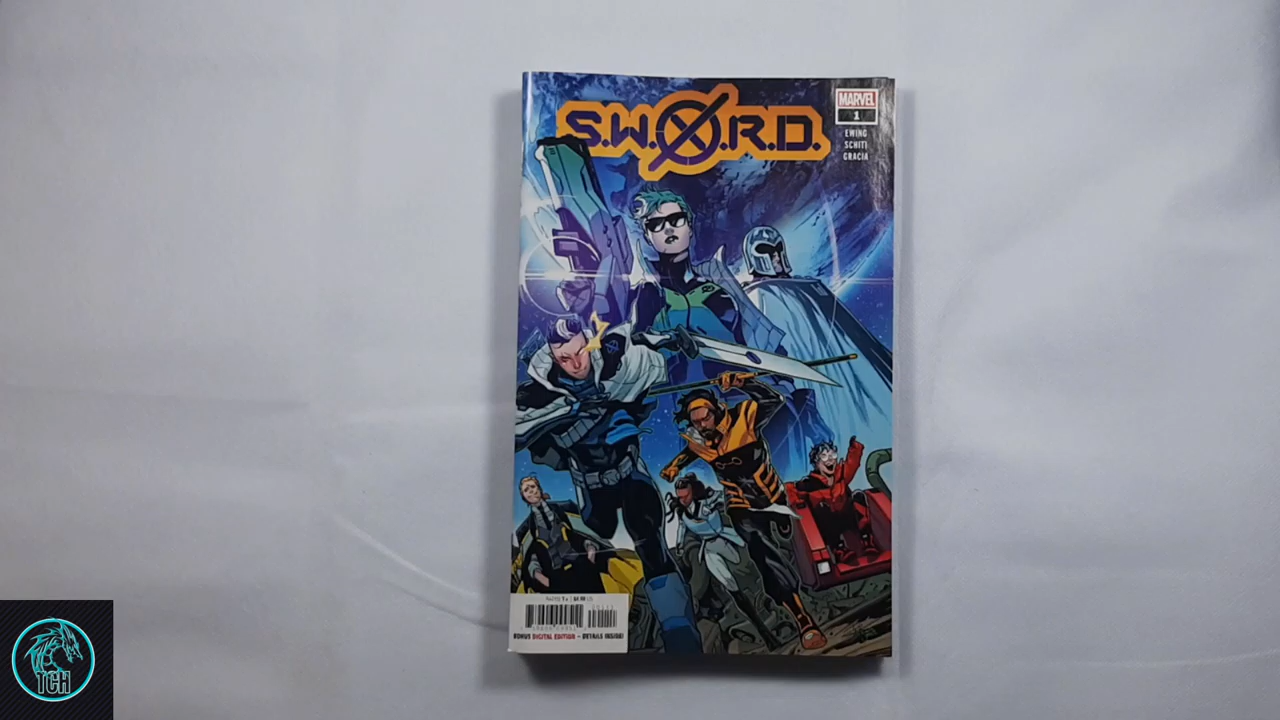 S.W.O.R.D.
MARVEL
1
EWING
SCHITI
GRACIA
BONUS DIGITAL EDITION – DETAILS INSIDE!
TCH